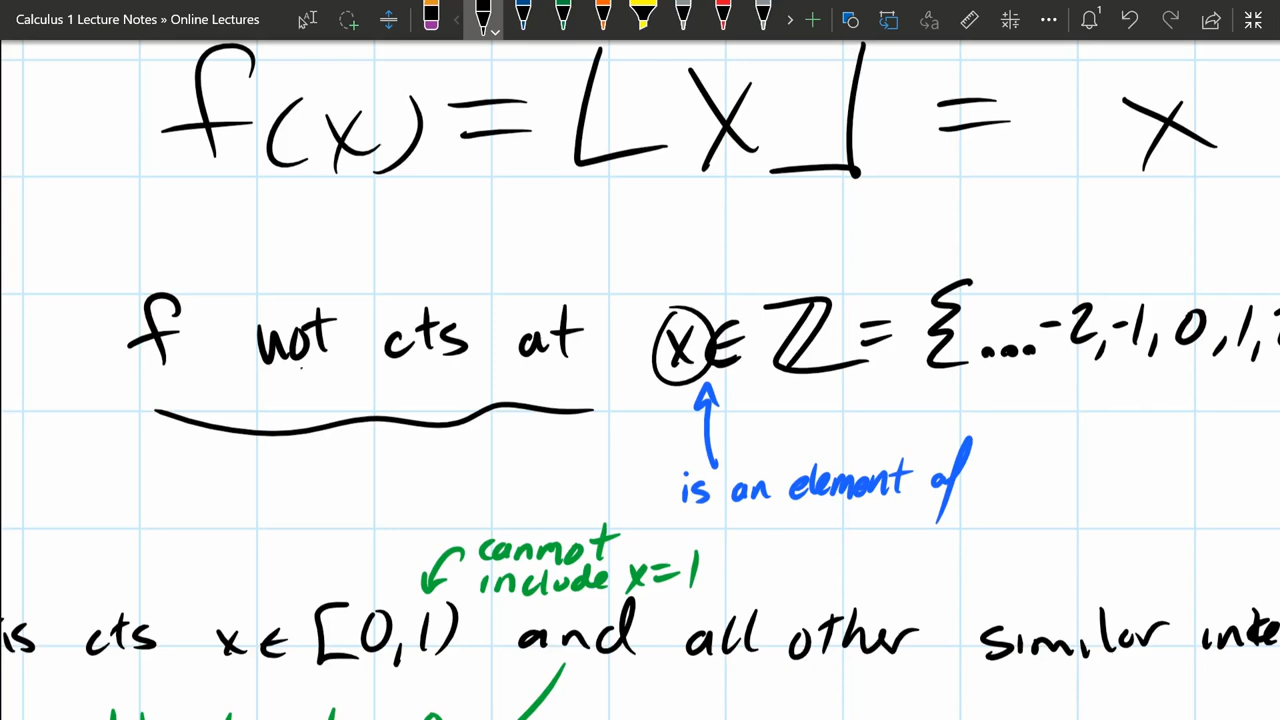 Calculus 1 Lecture Notes » Online Lectures
f(x) = ⌊x⌋ = x
f not cts at x ∈ ℤ = {....-2,-1,0,1,
is an element of
cannot
include x=1
is cts x ∈ [0,1) and all other similar inte